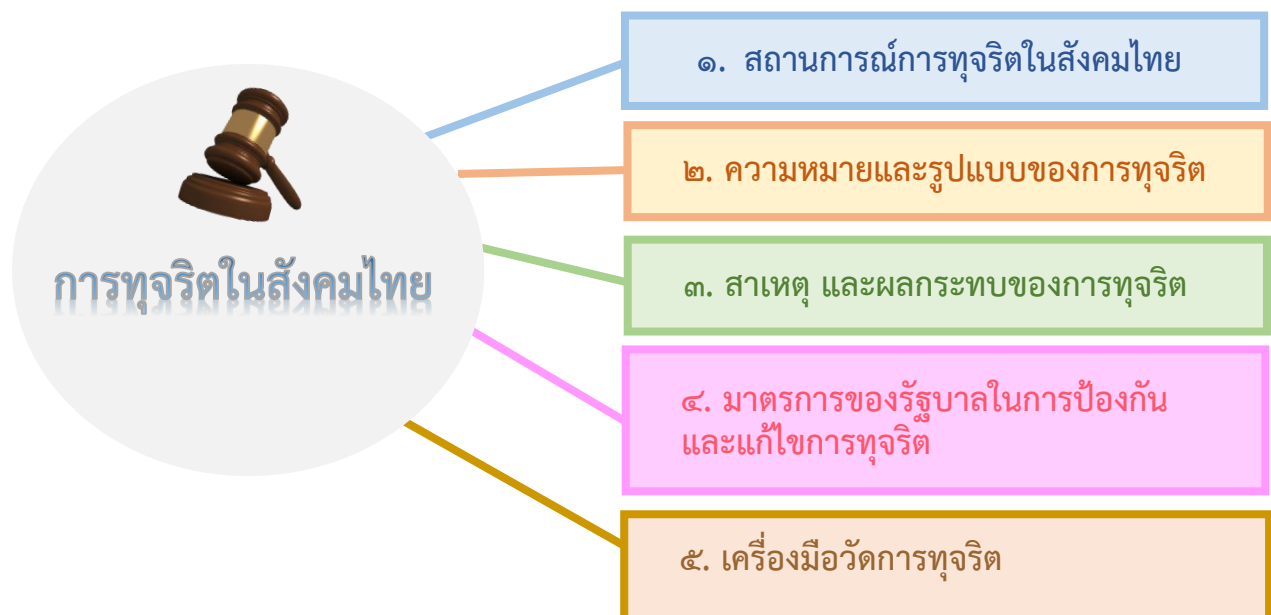 การทุจริตในสังคมไทย
๑. สถานการณ์การทุจริตในสังคมไทย
๒. ความหมายและรูปแบบของการทุจริต
๓. สาเหตุ และผลกระทบของการทุจริต
๔. มาตรการของรัฐบาลในการป้องกัน
และแก้ไขการทุจริต
๕. เครื่องมือวัดการทุจริต